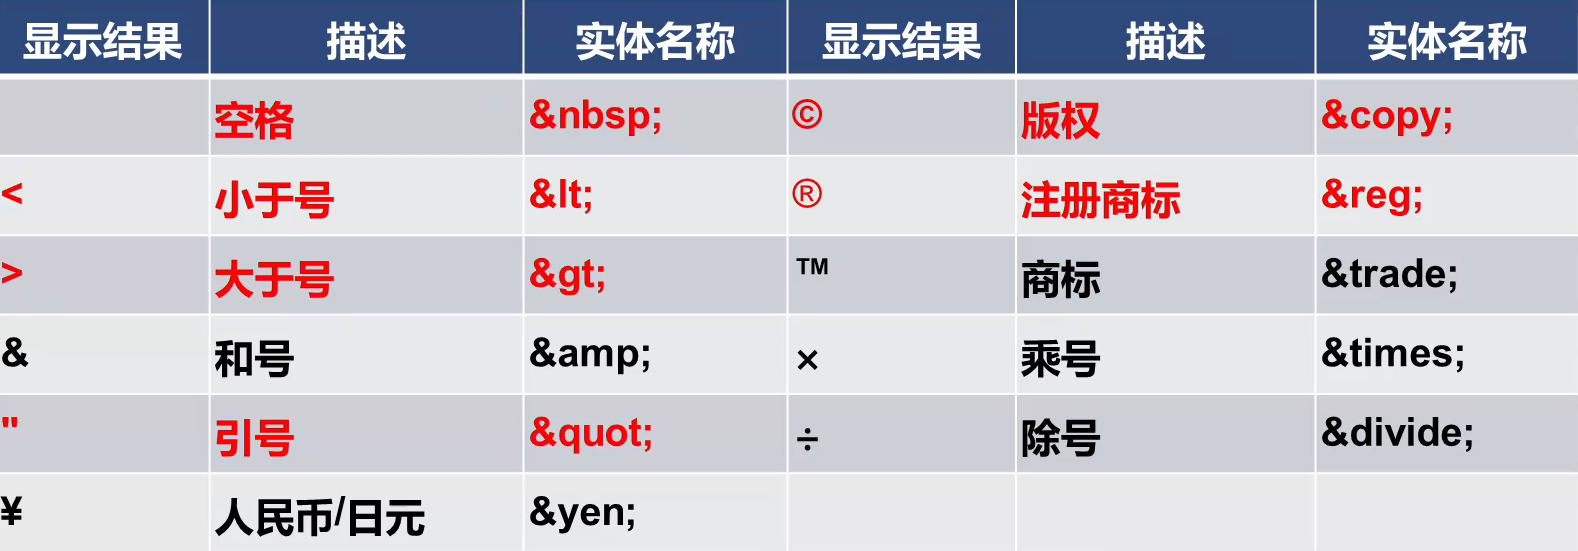 显示结果 描述 实体名称 显示结果 描述 实体名称
空格 &nbsp; © 版权 &copy;
< 小于号 &lt; ® 注册商标 &reg;
> 大于号 &gt; ™ 商标 &trade;
& 和号 &amp; × 乘号 &times;
" 引号 &quot; ÷ 除号 &divide;
¥ 人民币/日元 &yen;